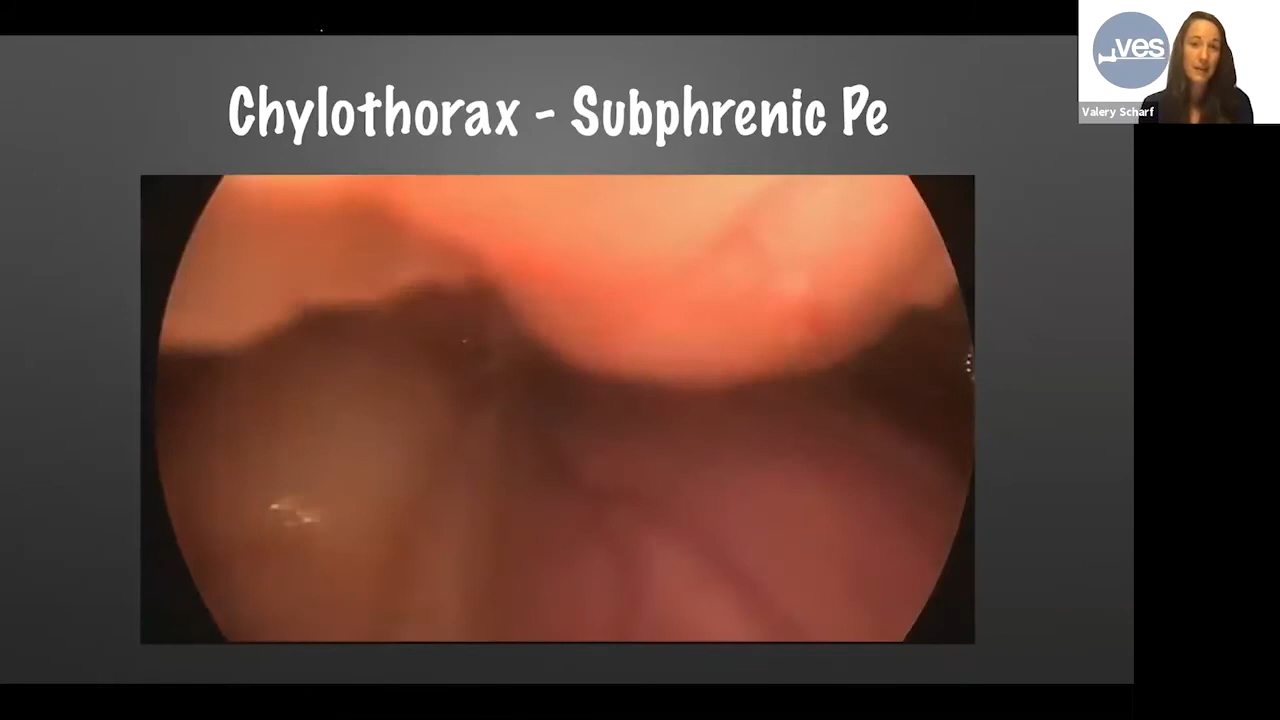 Chylothorax - Subphrenic Pe
.ves
Valery Scharf